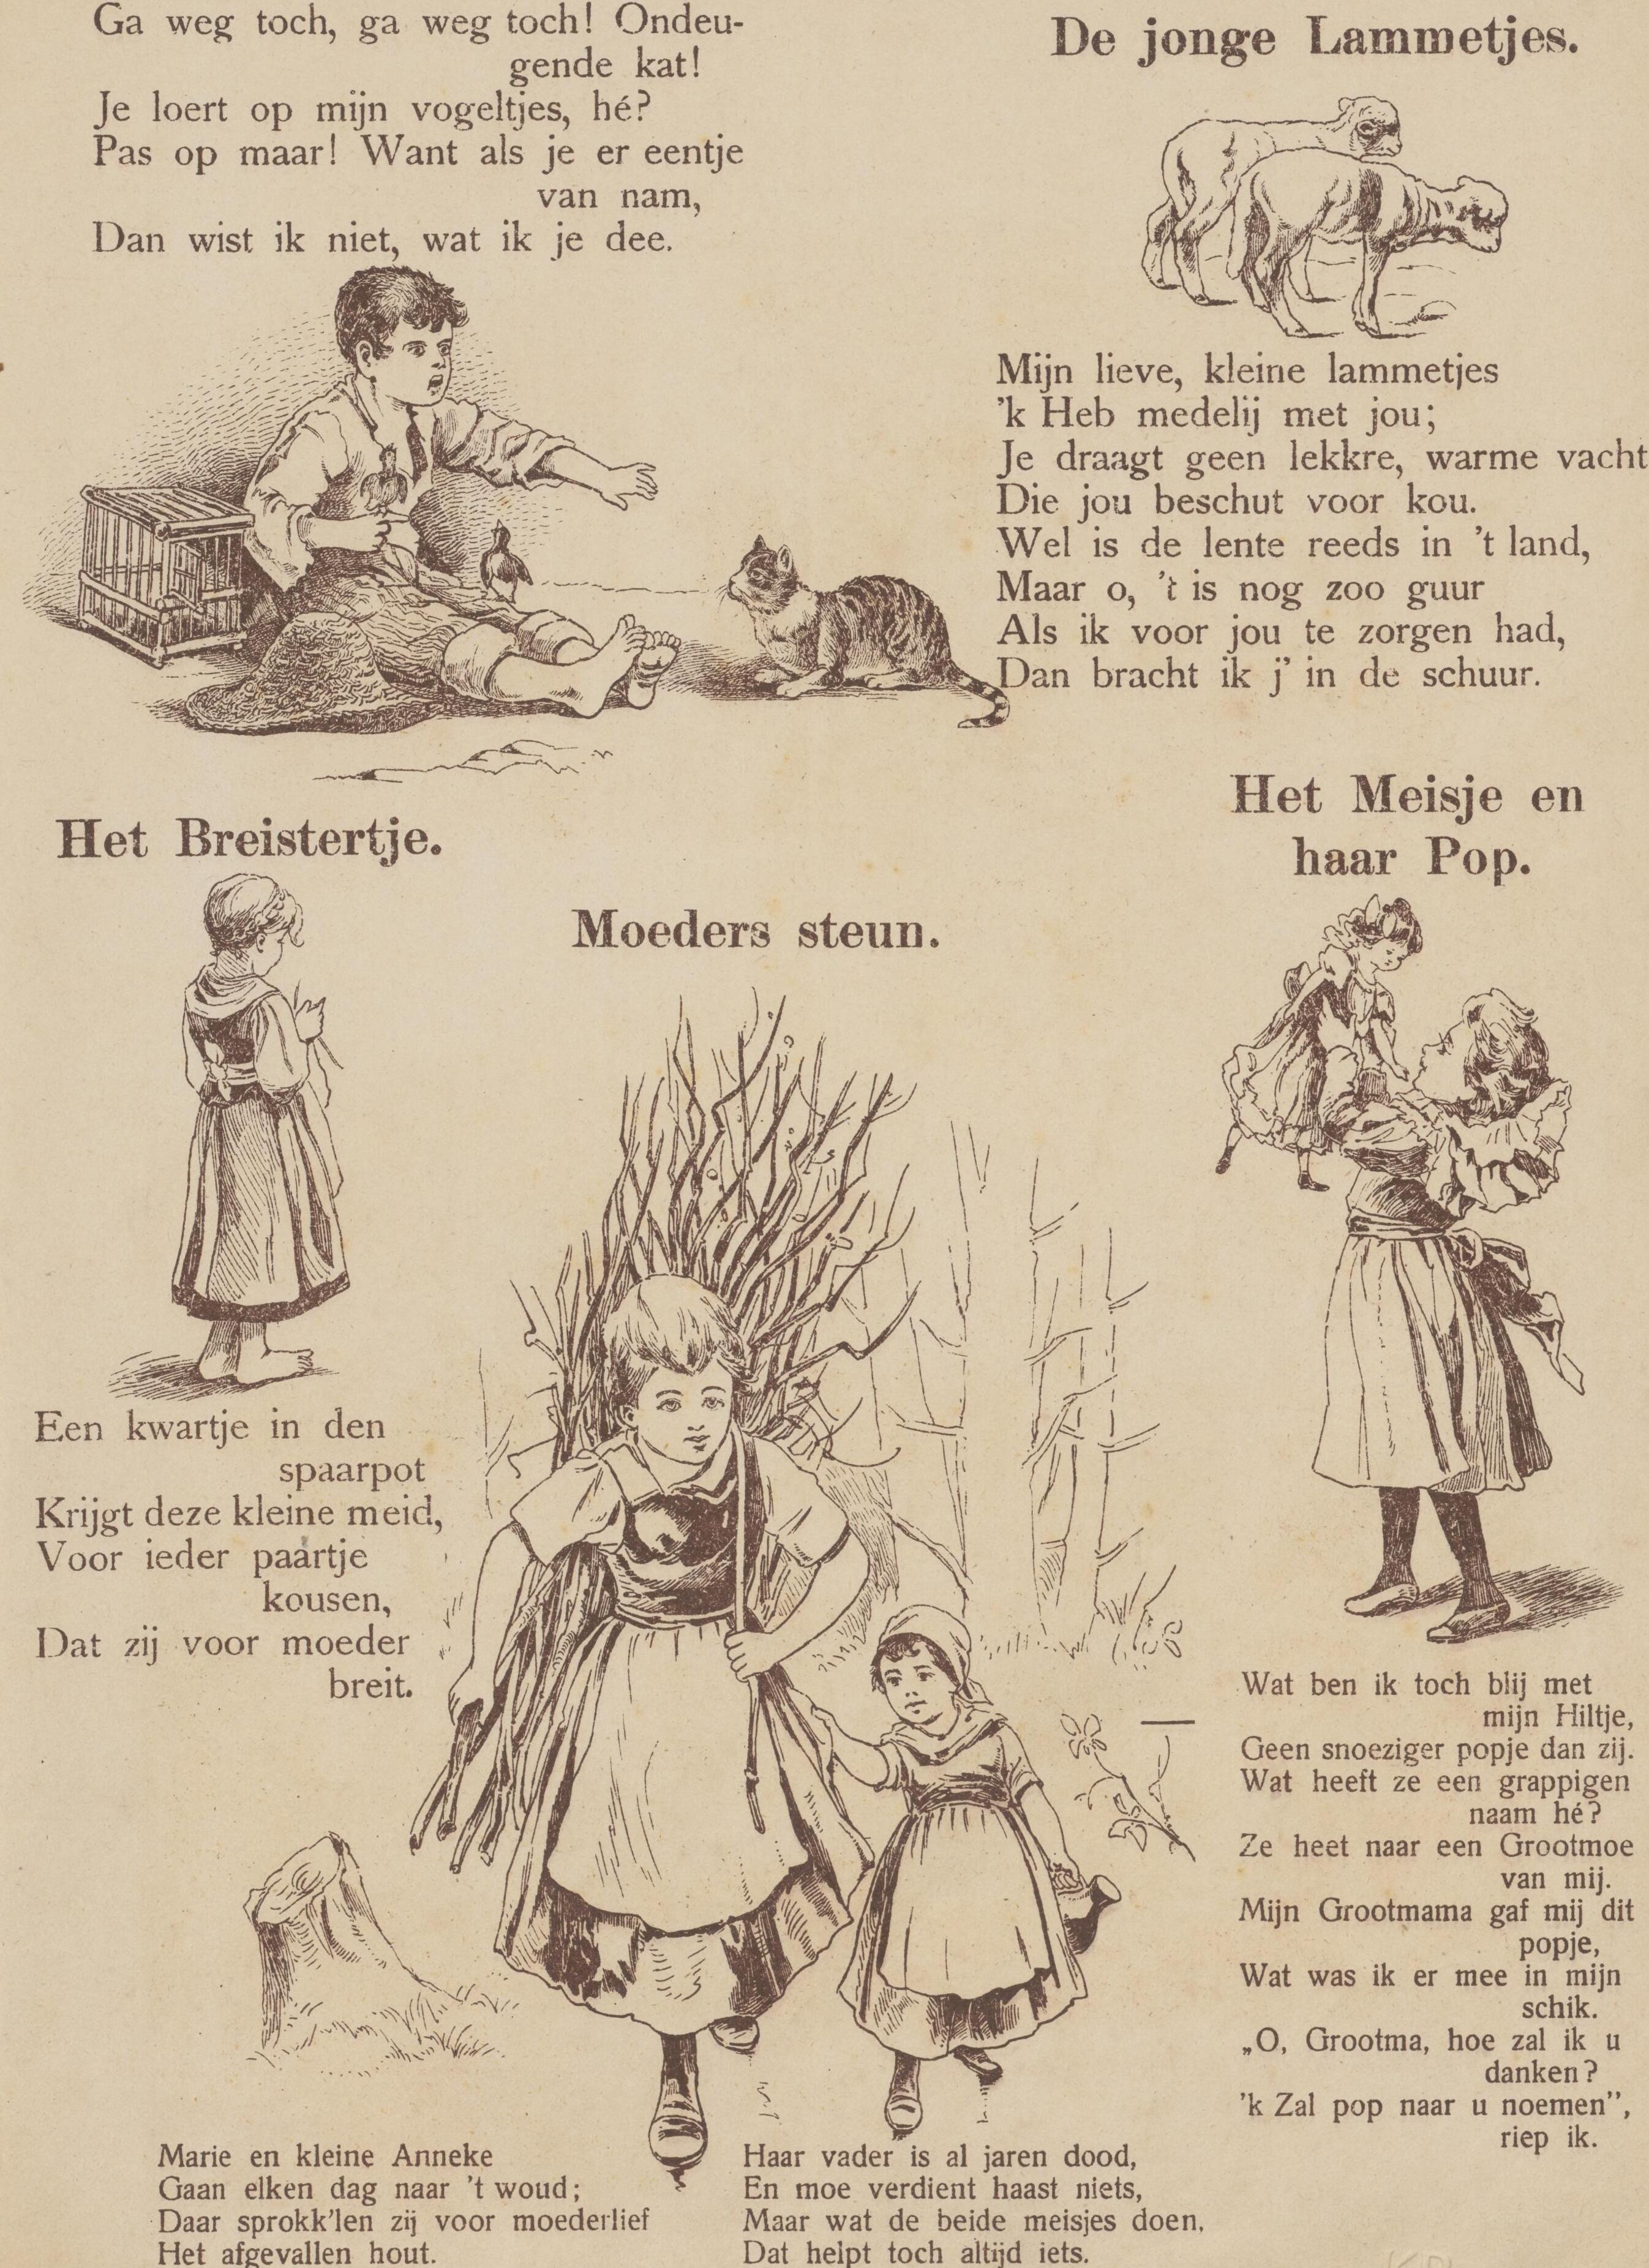 Ga weg toch, ga weg toch! Ondeu-
gende kat!
Je loert op mijn vogeltjes, hé?
Pas op maar! Want als je er eentje
van nam,
Dan wist ik niet, wat ik je dee.
De jonge Lammetjes.
Mijn lieve, kleine lammetjes
'k Heb medelij met jou;
Je draagt geen lekkre, warme vacht
Die jou beschut voor kou.
Wel is de lente reeds in 't land,
Maar o, 't is nog zoo guur
Als ik voor jou te zorgen had,
Dan bracht ik j' in de schuur.
Het Breistertje.
Een kwartje in den
spaarpot
Krijgt deze kleine meid,
Voor ieder paartje
kousen,
Dat zij voor moeder
breit.
Moeders steun.
Marie en kleine Anneke
Gaan elken dag naar 't woud;
Daar sprokk'len zij voor moederlief
Het afgevallen hout.
Haar vader is al jaren dood,
En moe verdient haast niets,
Maar wat de beide meisjes doen,
Dat helpt toch altijd iets.
Het Meisje en
haar Pop.
Wat ben ik toch blij met
mijn Hiltje,
Geen snoeziger popje dan zij.
Wat heeft ze een grappigen
naam hé?
Ze heet naar een Grootmoe
van mij.
Mijn Grootmama gaf mij dit
popje,
Wat was ik er mee in mijn
schik.
„O, Grootma, hoe zal ik u
danken?
'k Zal pop naar u noemen”,
riep ik.